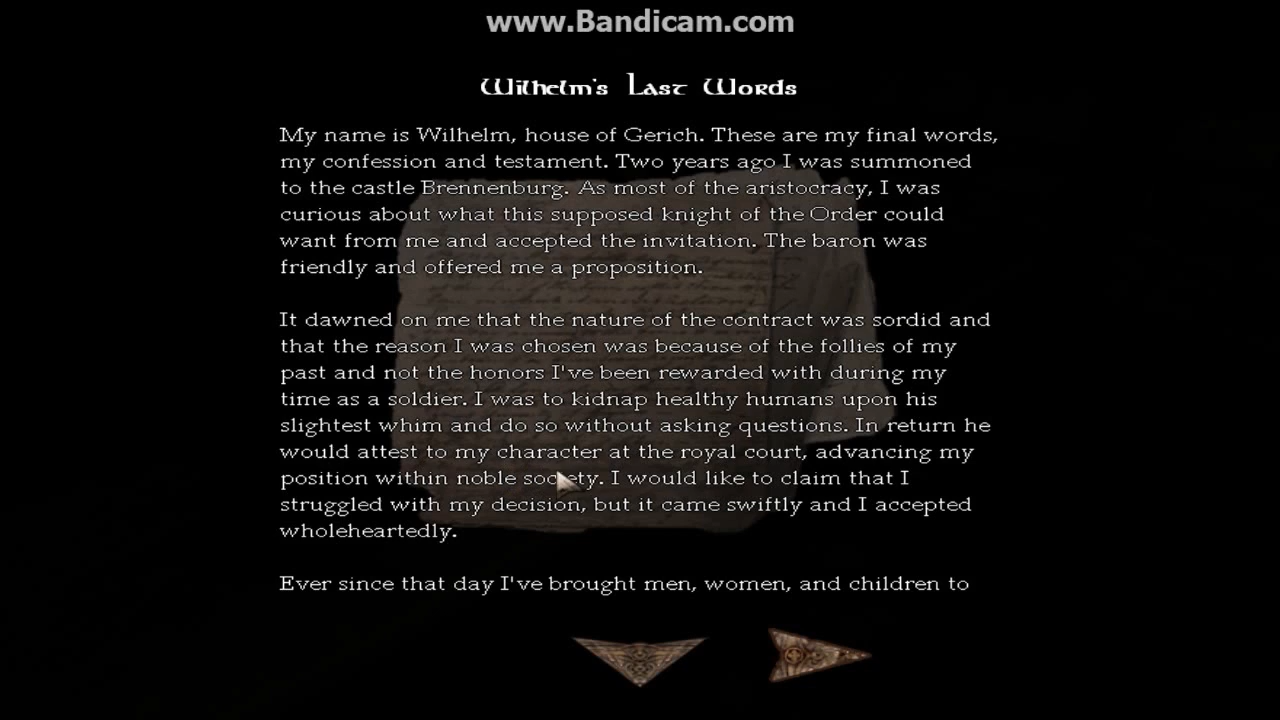 www.Bandicam.com
Wilhelm's Last Words
My name is Wilhelm, house of Gerich. These are my final words,
my confession and testament. Two years ago I was summoned
to the castle Brennenburg. As most of the aristocracy, I was
curious about what this supposed knight of the Order could
want from me and accepted the invitation. The baron was
friendly and offered me a proposition.
It dawned on me that the nature of the contract was sordid and
that the reason I was chosen was because of the follies of my
past and not the honors I've been rewarded with during my
time as a soldier. I was to kidnap healthy humans upon his
slightest whim and do so without asking questions. In return he
would attest to my character at the royal court, advancing my
position within noble society. I would like to claim that I
struggled with my decision, but it came swiftly and I accepted
wholeheartedly.
Ever since that day I've brought men, women, and children to